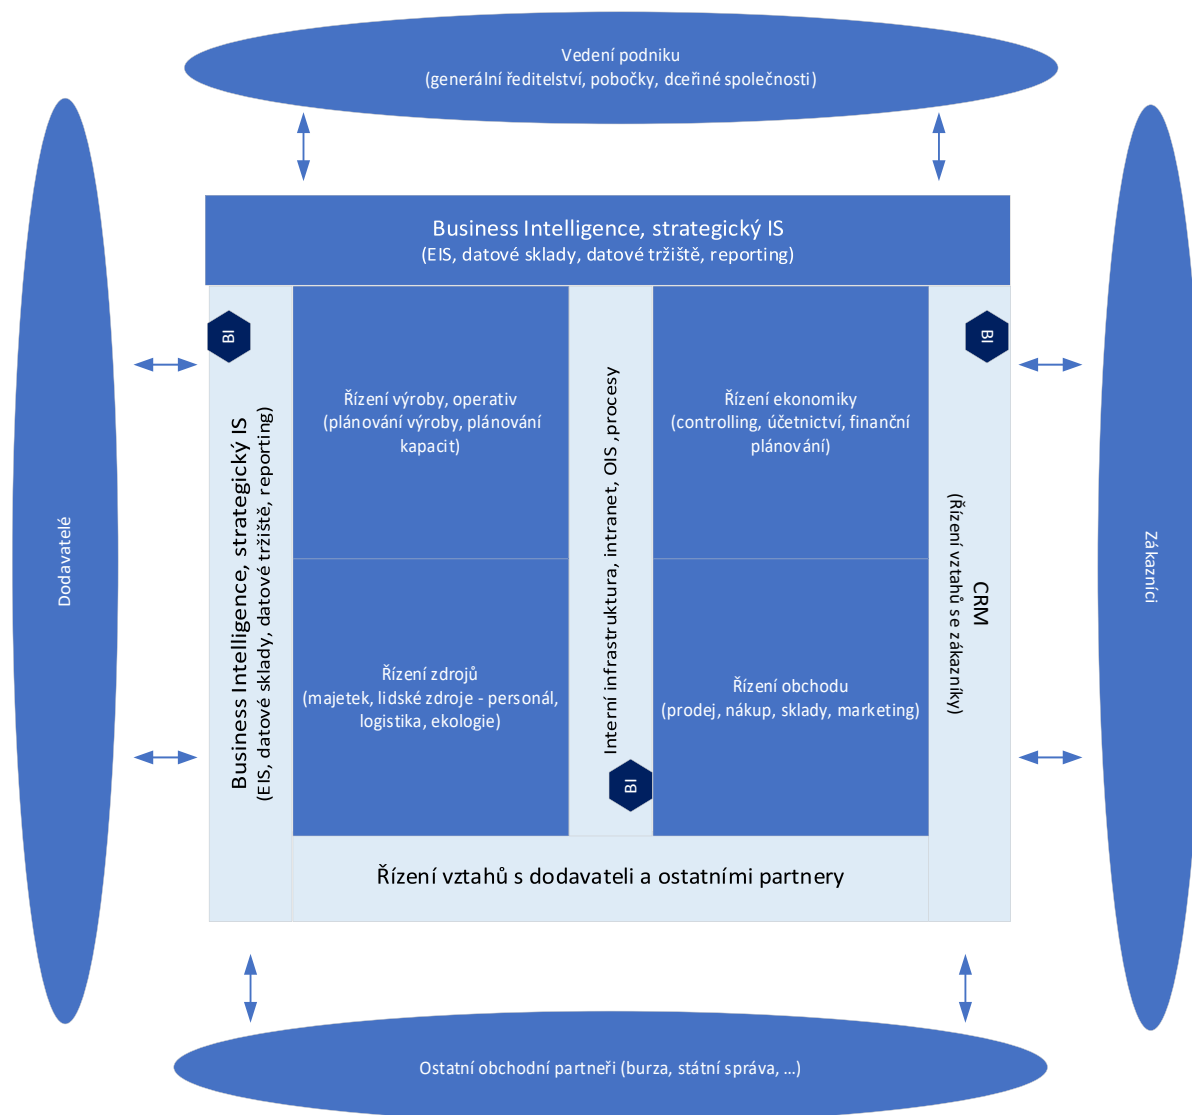 Vedení podniku
(generální ředitelství, pobočky, dceřiné společnosti)
Business Intelligence, strategický IS
(EIS, datové sklady, datové tržiště, reporting)
BI
BI
Řízení výroby, operativ
(plánování výroby, plánování
kapacit)
Řízení ekonomiky
(controlling, účetnictví, finanční
plánování)
Dodavatelé
Business Intelligence, strategický IS
(EIS, datové sklady, datové tržiště, reporting)
Interní infrastruktura, intranet, OIS ,procesy
CRM
(Řízení vztahů se zákazníky)
Zákazníci
Řízení zdrojů
(majetek, lidské zdroje - personál,
logistika, ekologie)
Řízení obchodu
(prodej, nákup, sklady, marketing)
BI
Řízení vztahů s dodavateli a ostatními partnery
Ostatní obchodní partneři (burza, státní správa, …)